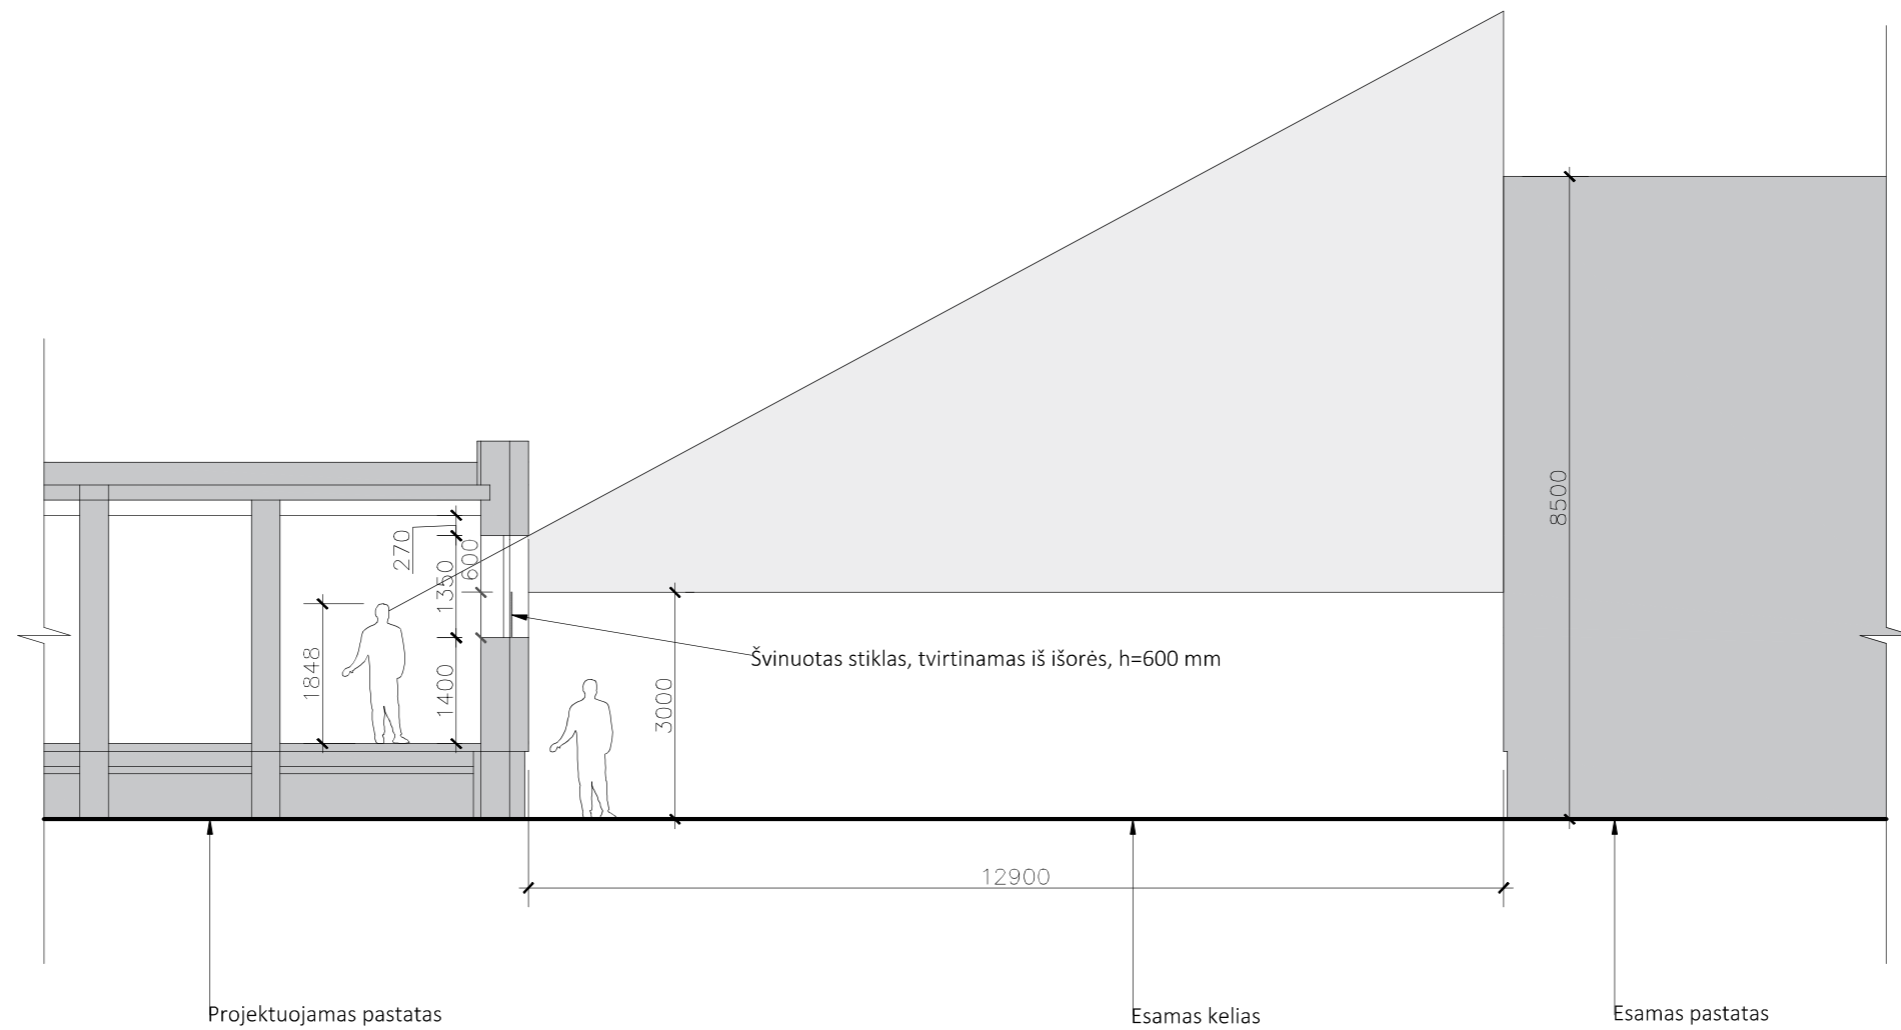 270
1350
600
1848
1400
3000
8500
Švinuotas stiklas, tvirtinamas iš išorės, h=600 mm
12900
Projektuojamas pastatas
Esamas kelias
Esamas pastatas